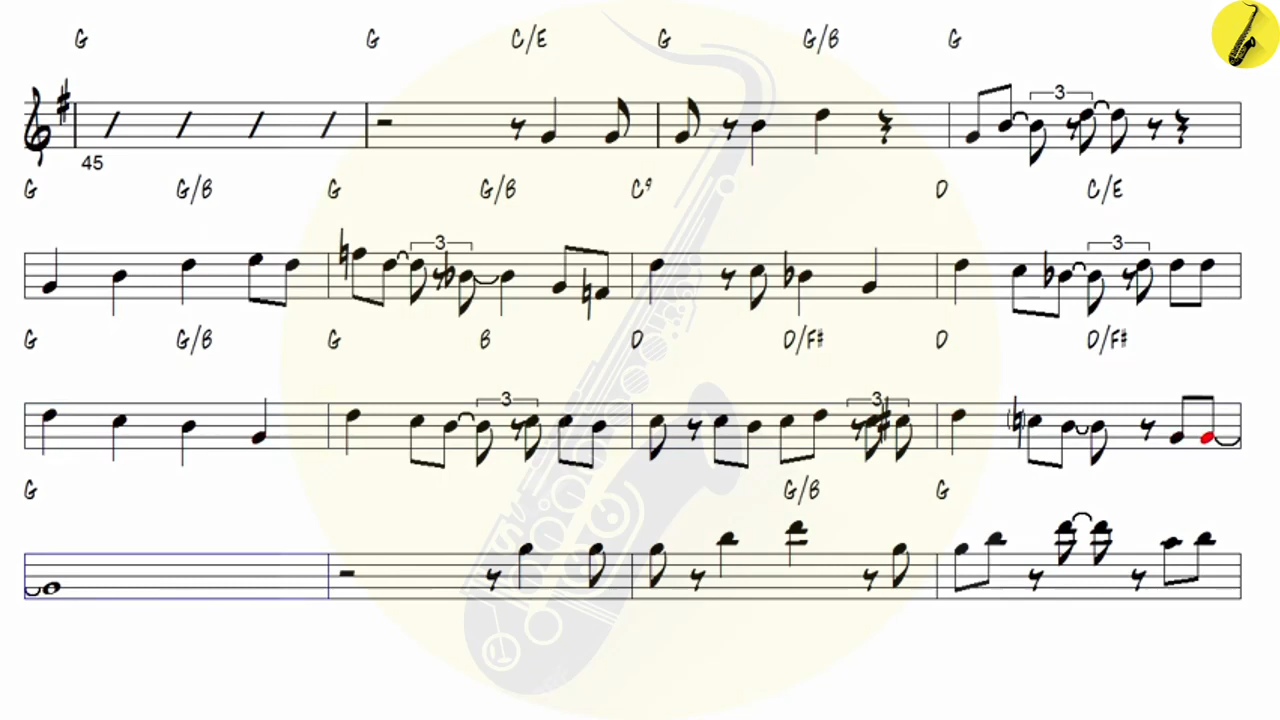 G G C/E G G/B G
3
45
G G/B G G/B C9 D C/E
3 3
G G/B G B D D/F# D D/F#
3 3
G G/B G